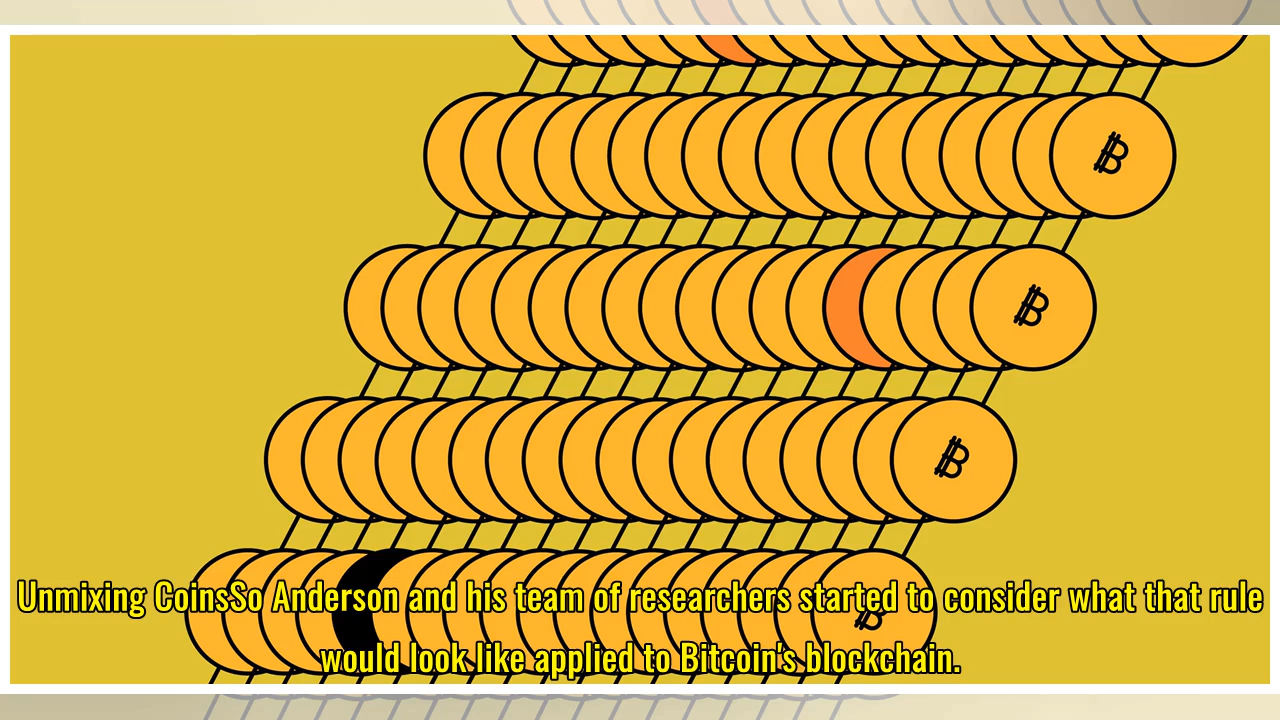 Unmixing CoinsSo Anderson and his team of researchers started to consider what that rule
would look like applied to Bitcoin's blockchain.